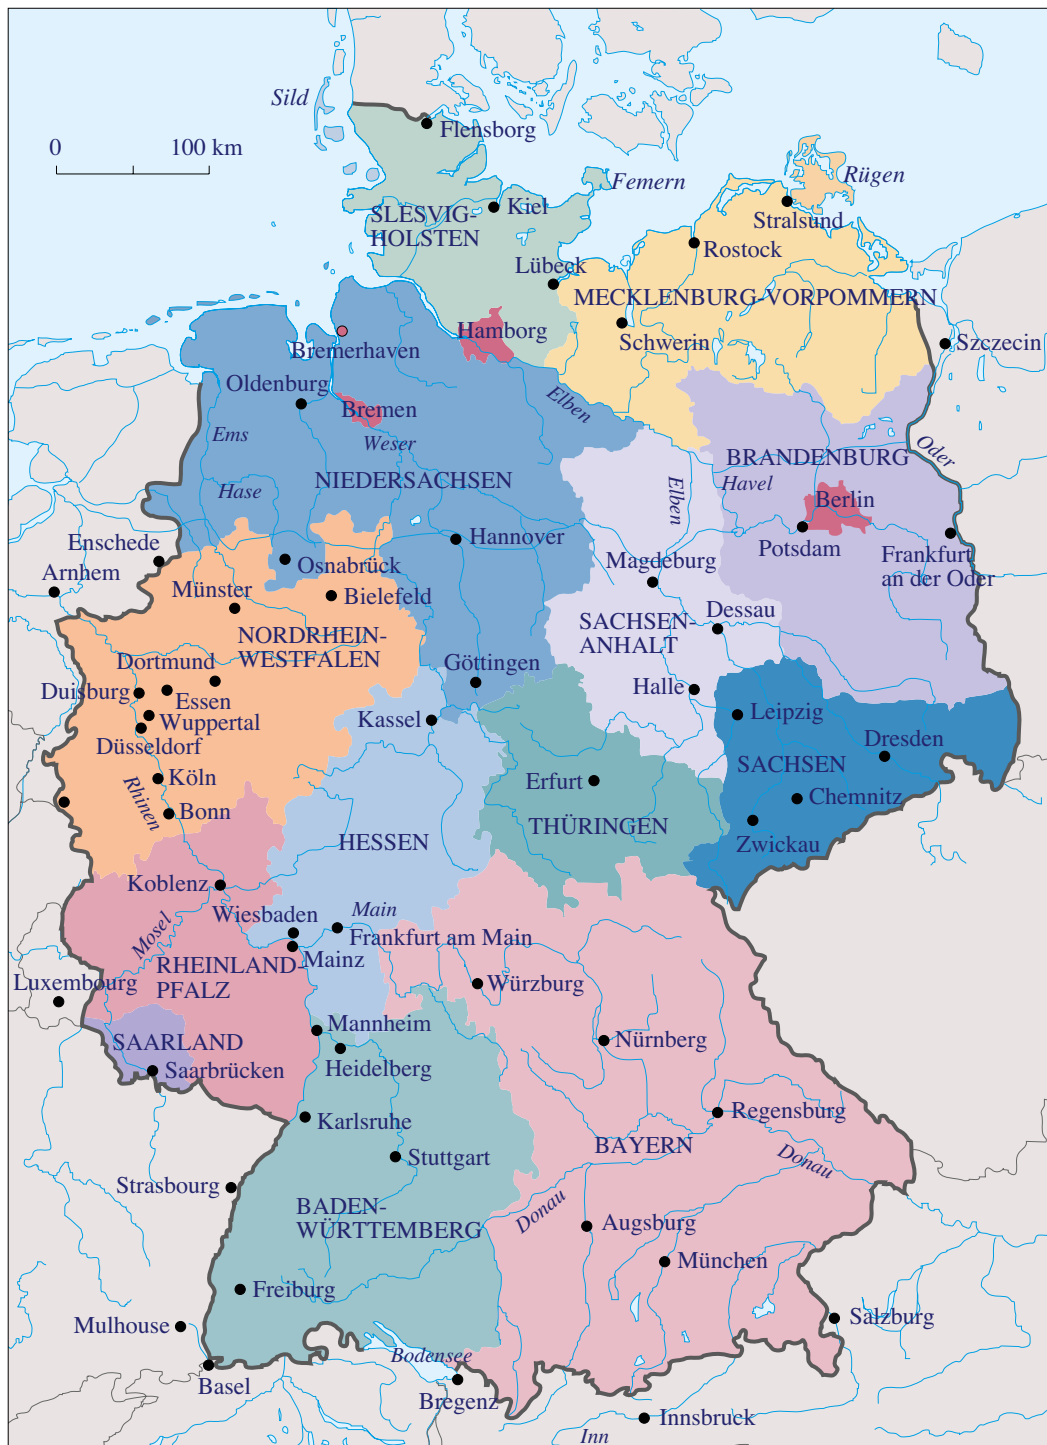 Sild
Flensborg
0
100 km
Femern
Rügen
SLESVIG-
HOLSTEN
Kiel
Stralsund
Rostock
Lübeck
MECKLENBURG-VORPOMMERN
Hamborg
Schwerin
Szczecin
Bremerhaven
Oldenburg
Bremen
Elben
Ems
Weser
Oder
BRANDENBURG
NIEDERSACHSEN
Havel
Elben
Hase
Berlin
Hannover
Enschede
Potsdam
Frankfurt
an der Oder
Osnabrück
Magdeburg
Arnhem
Münster
Bielefeld
Dessau
SACHSEN-
ANHALT
NORDRHEIN-
WESTFALEN
Dortmund
Göttingen
Halle
Duisburg
Essen
Wuppertal
Kassel
Leipzig
Düsseldorf
Dresden
SACHSEN
Köln
Erfurt
Rhinen
Chemnitz
Bonn
THÜRINGEN
Zwickau
HESSEN
Koblenz
Wiesbaden
Main
Mosel
Frankfurt am Main
Mainz
RHEINLAND-
PFALZ
Luxembourg
Würzburg
Mannheim
SAARLAND
Nürnberg
Saarbrücken
Heidelberg
Regensburg
Karlsruhe
BAYERN
Stuttgart
Donau
Strasbourg
BADEN-
WÜRTTEMBERG
Donau
Augsburg
München
Freiburg
Salzburg
Mulhouse
Bodensee
Basel
Bregenz
Innsbruck
Inn